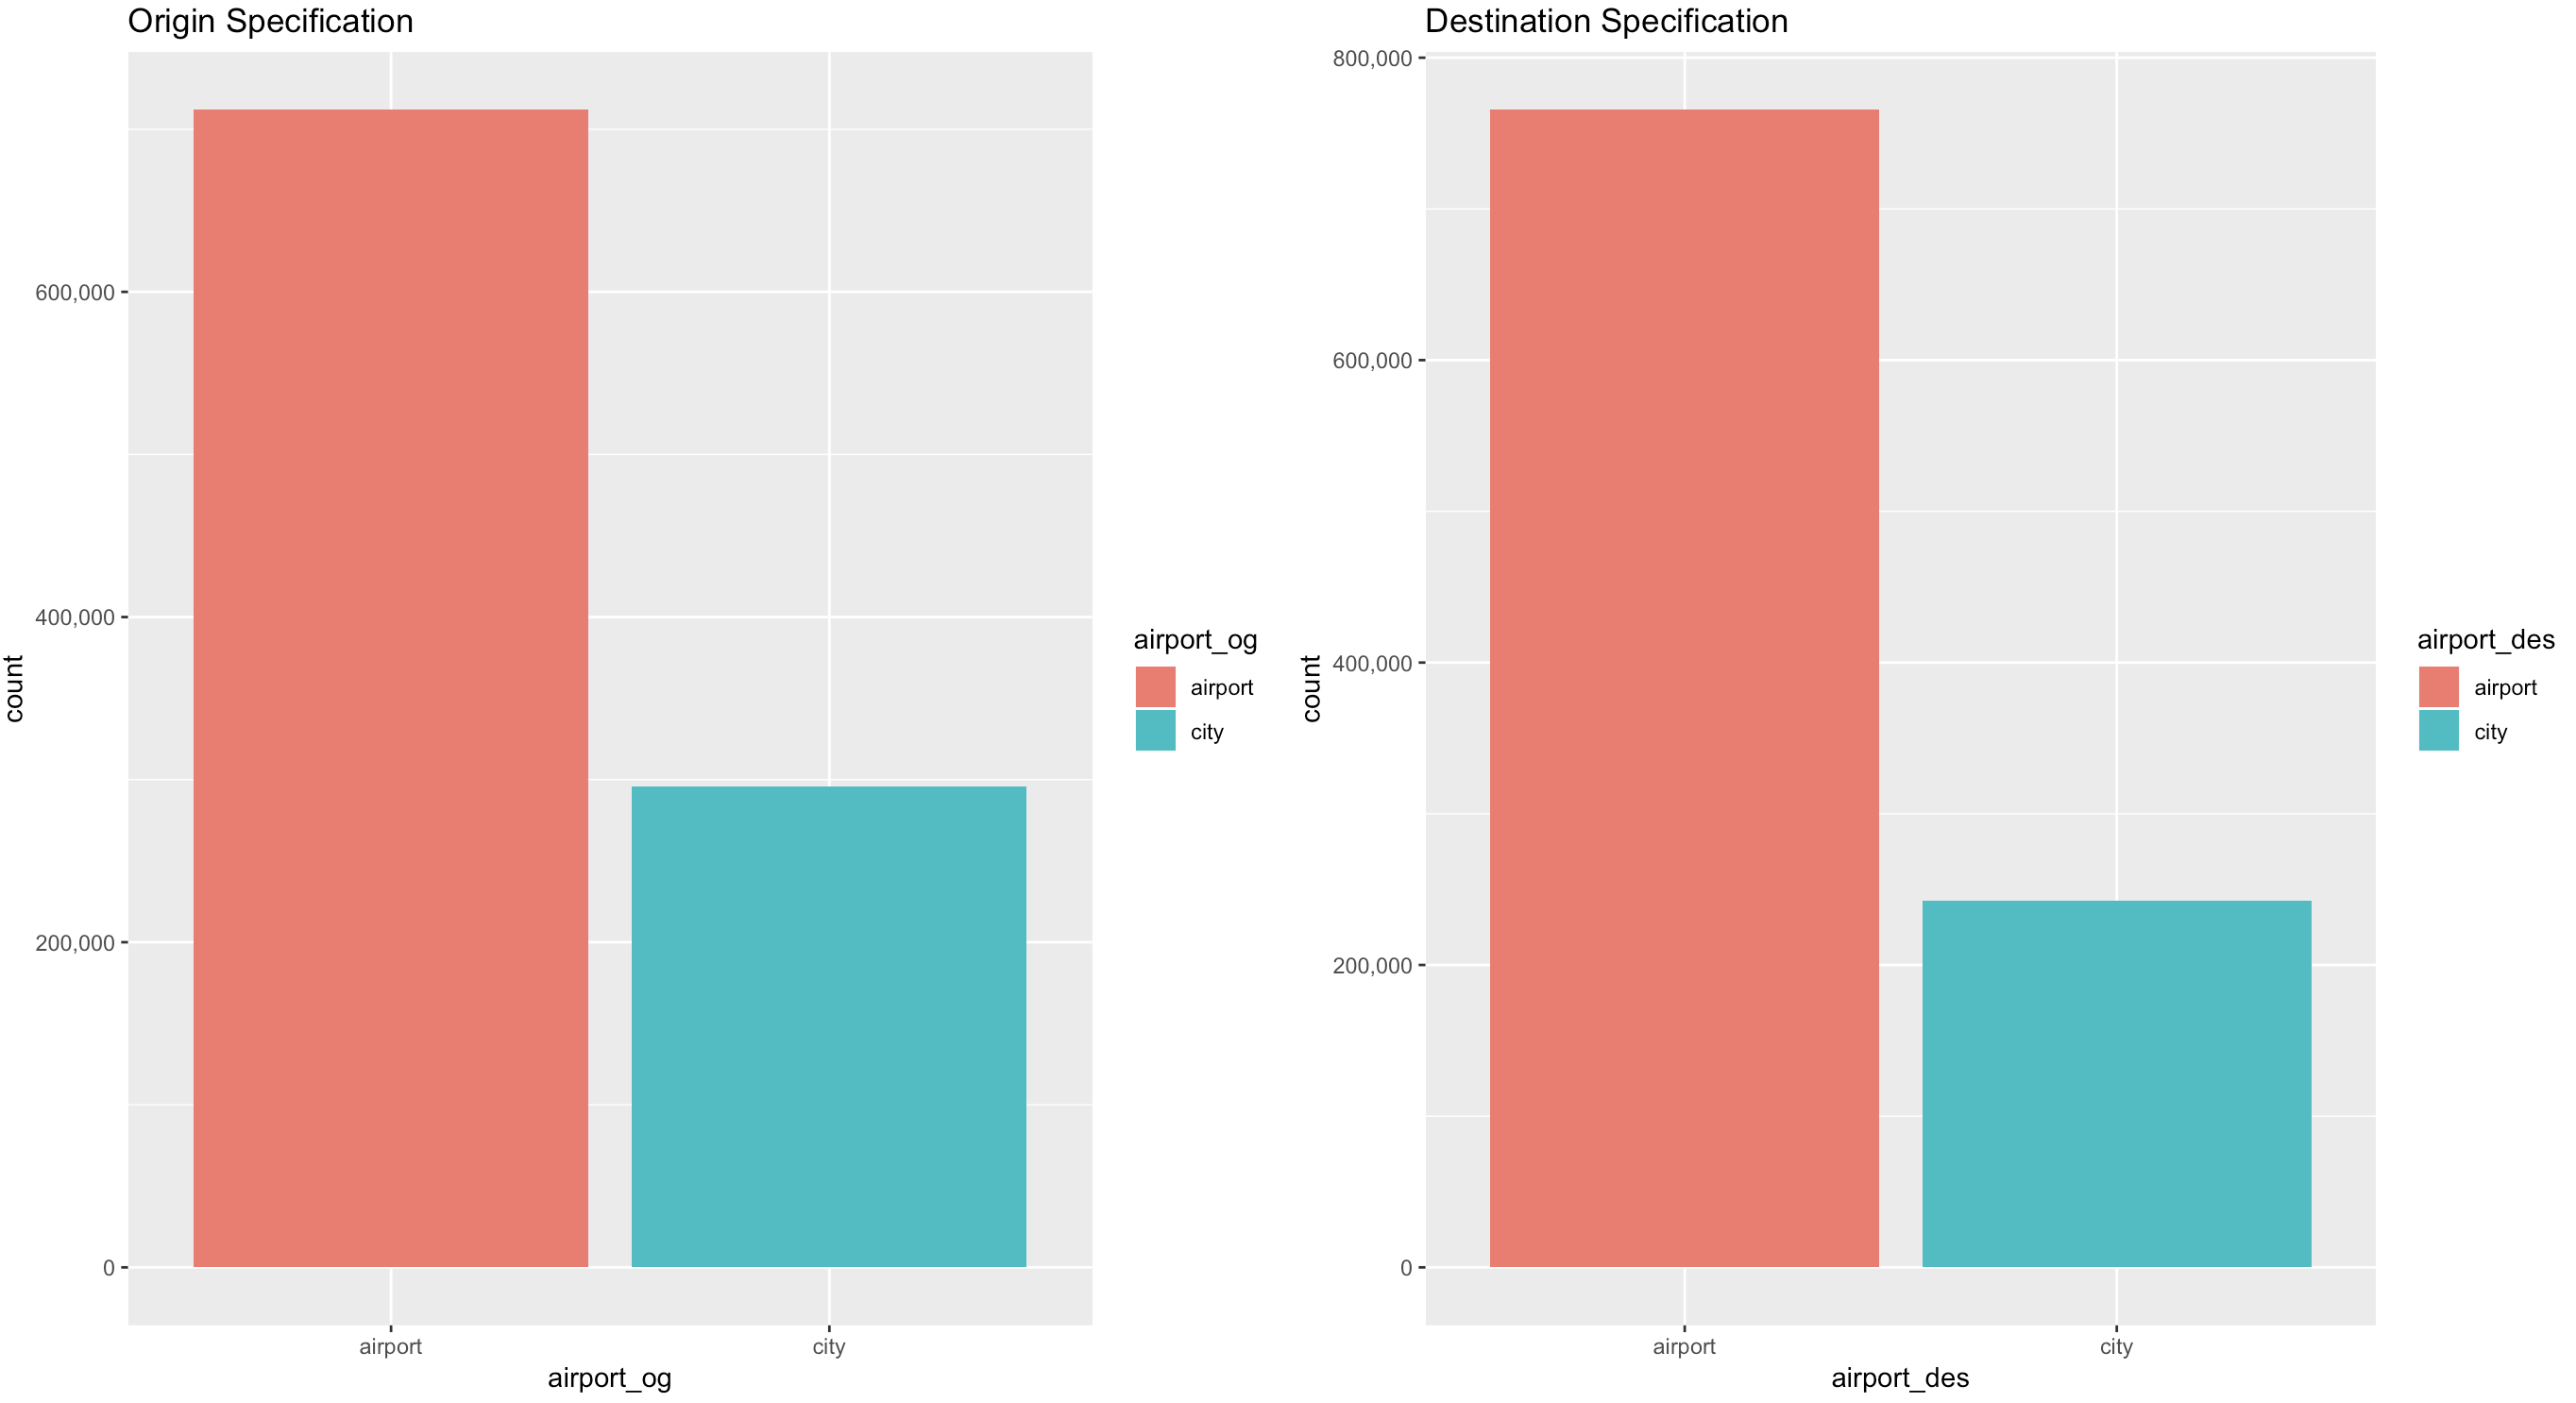 Origin Specification
600,000
400,000
200,000
0
count
airport
city
airport_og
airport_og
airport
city
Destination Specification
800,000
600,000
400,000
200,000
0
count
airport
city
airport_des
airport_des
airport
city